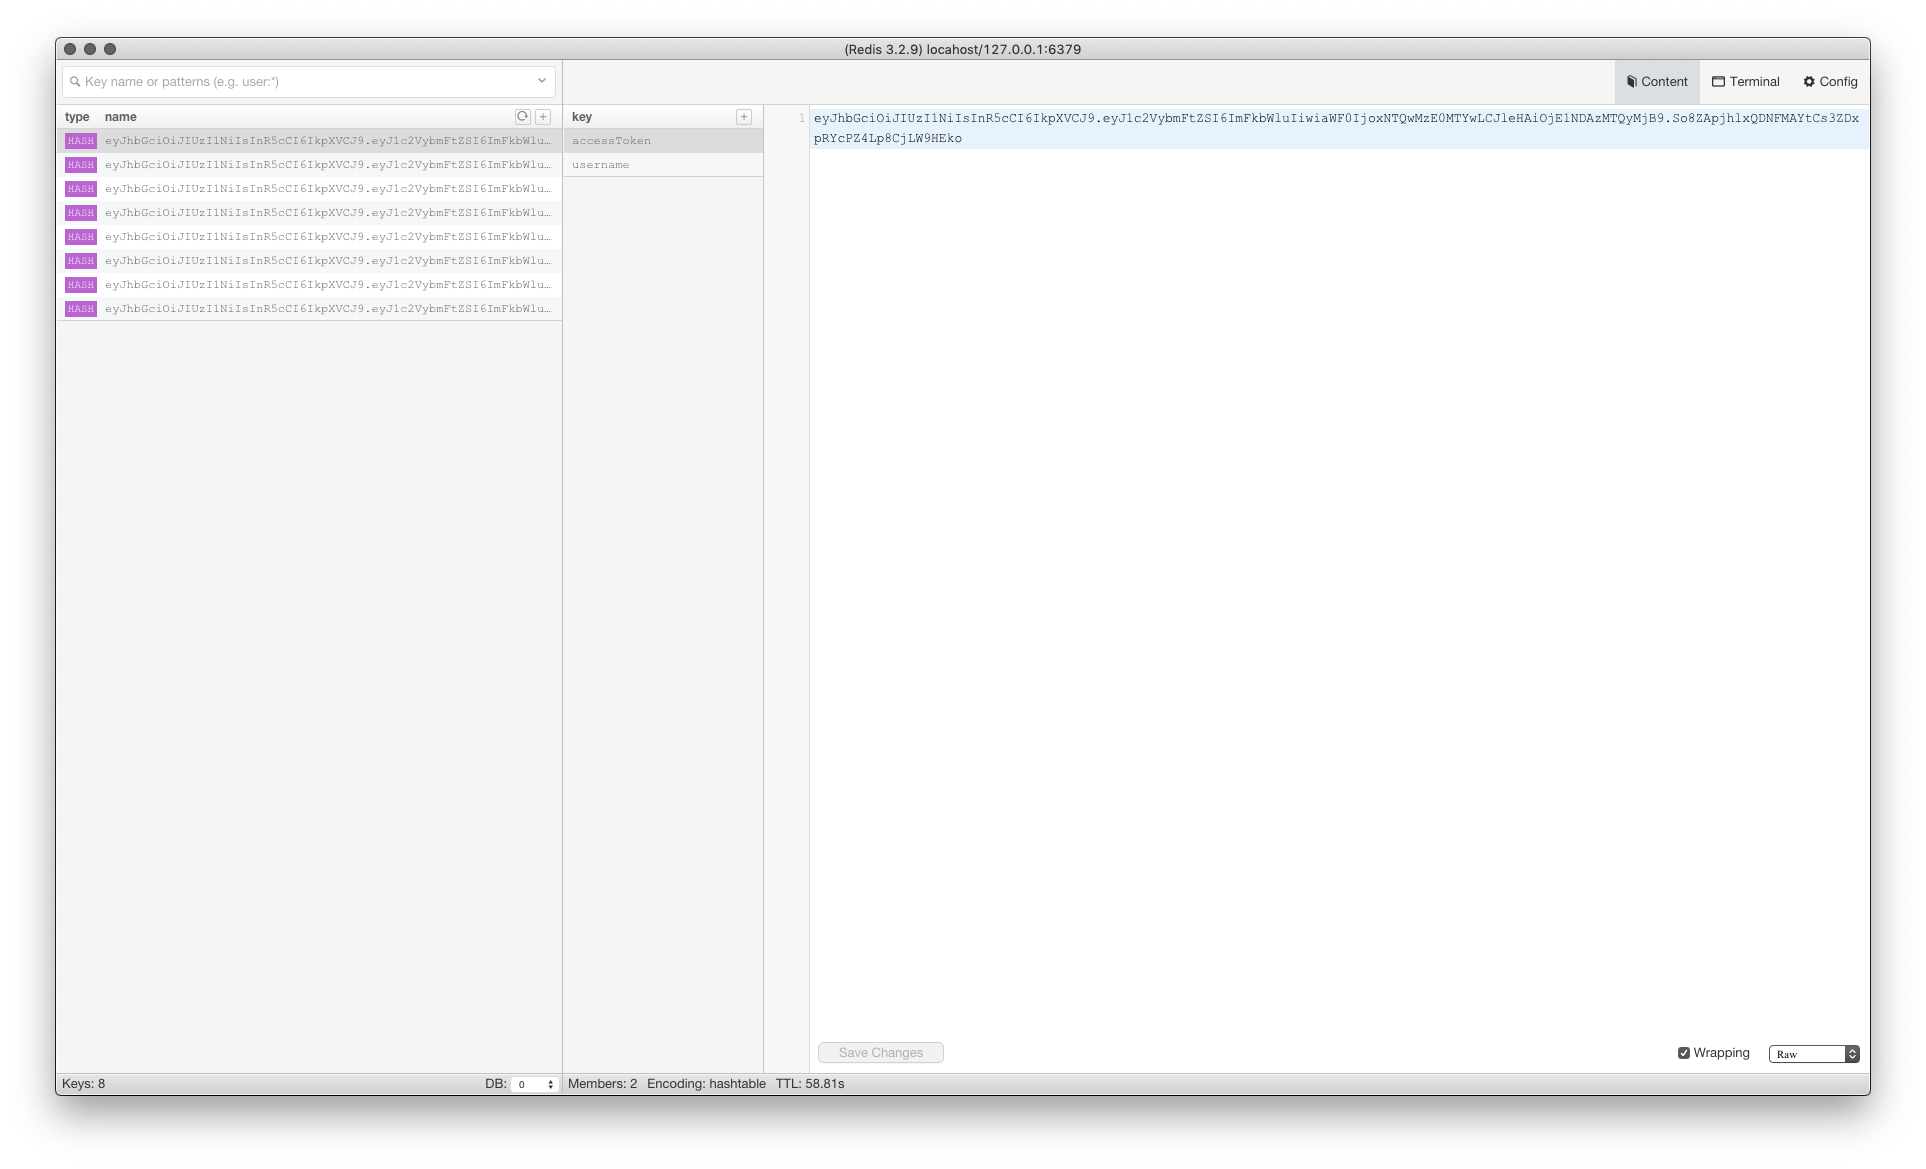 (Redis 3.2.9) locahost/127.0.0.1:6379
Key name or patterns (e.g. user:*)
Content
Terminal
Config
type name
+
key
+
HASH eyJhbGciOiJIUzI1NiIsInR5cCI6IkpXVCJ9.eyJ1c2VybmFtZSI6ImFkbWlu...
HASH eyJhbGciOiJIUzI1NiIsInR5cCI6IkpXVCJ9.eyJ1c2VybmFtZSI6ImFkbWlu...
HASH eyJhbGciOiJIUzI1NiIsInR5cCI6IkpXVCJ9.eyJ1c2VybmFtZSI6ImFkbWlu...
HASH eyJhbGciOiJIUzI1NiIsInR5cCI6IkpXVCJ9.eyJ1c2VybmFtZSI6ImFkbWlu...
HASH eyJhbGciOiJIUzI1NiIsInR5cCI6IkpXVCJ9.eyJ1c2VybmFtZSI6ImFkbWlu...
HASH eyJhbGciOiJIUzI1NiIsInR5cCI6IkpXVCJ9.eyJ1c2VybmFtZSI6ImFkbWlu...
HASH eyJhbGciOiJIUzI1NiIsInR5cCI6IkpXVCJ9.eyJ1c2VybmFtZSI6ImFkbWlu...
HASH eyJhbGciOiJIUzI1NiIsInR5cCI6IkpXVCJ9.eyJ1c2VybmFtZSI6ImFkbWlu...
accessToken
username
1
eyJhbGciOiJIUzI1NiIsInR5cCI6IkpXVCJ9.eyJ1c2VybmFtZSI6ImFkbWluIiwiaWF0IjoxNTQwMzE0MTYwLCJleHAiOjE1NDAzMTQyMjB9.So8ZApjhlxQDNFMAYtCs3ZDx
pRYcPZ4Lp8CjLW9HEko
Save Changes
Wrapping
Raw
Keys: 8
DB: 0
Members: 2 Encoding: hashtable TTL: 58.81s